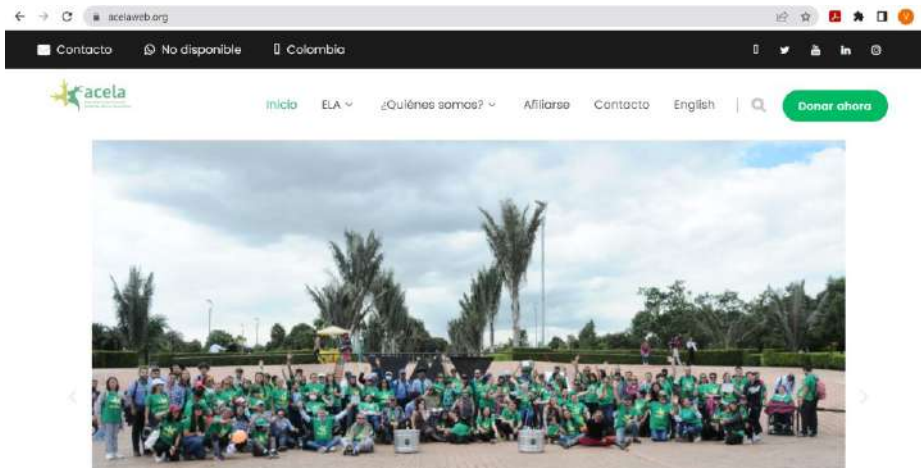 acelaweb.org
Contacto No disponible Colombia
acela
Inicio ELA ¿Quiénes somos? Afiliarse Contacto English Donar ahora